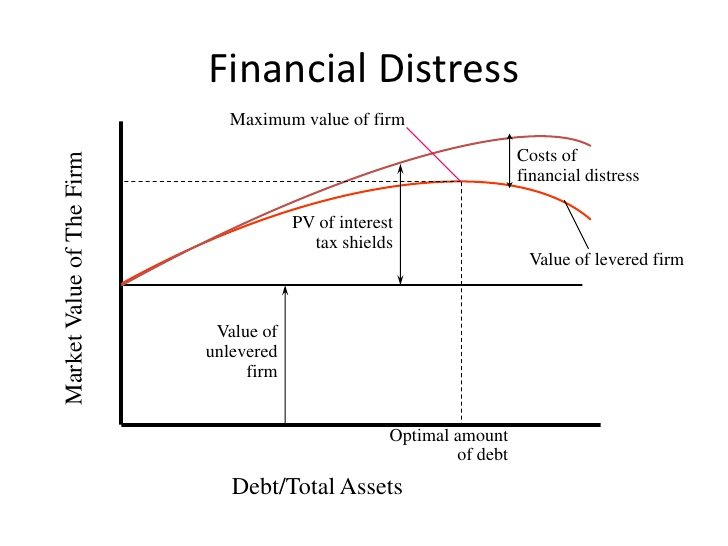 Financial Distress
Maximum value of firm
Costs of
financial distress
PV of interest
tax shields
Value of levered firm
Value of
unlevered
firm
Market Value of The Firm
Optimal amount
of debt
Debt/Total Assets